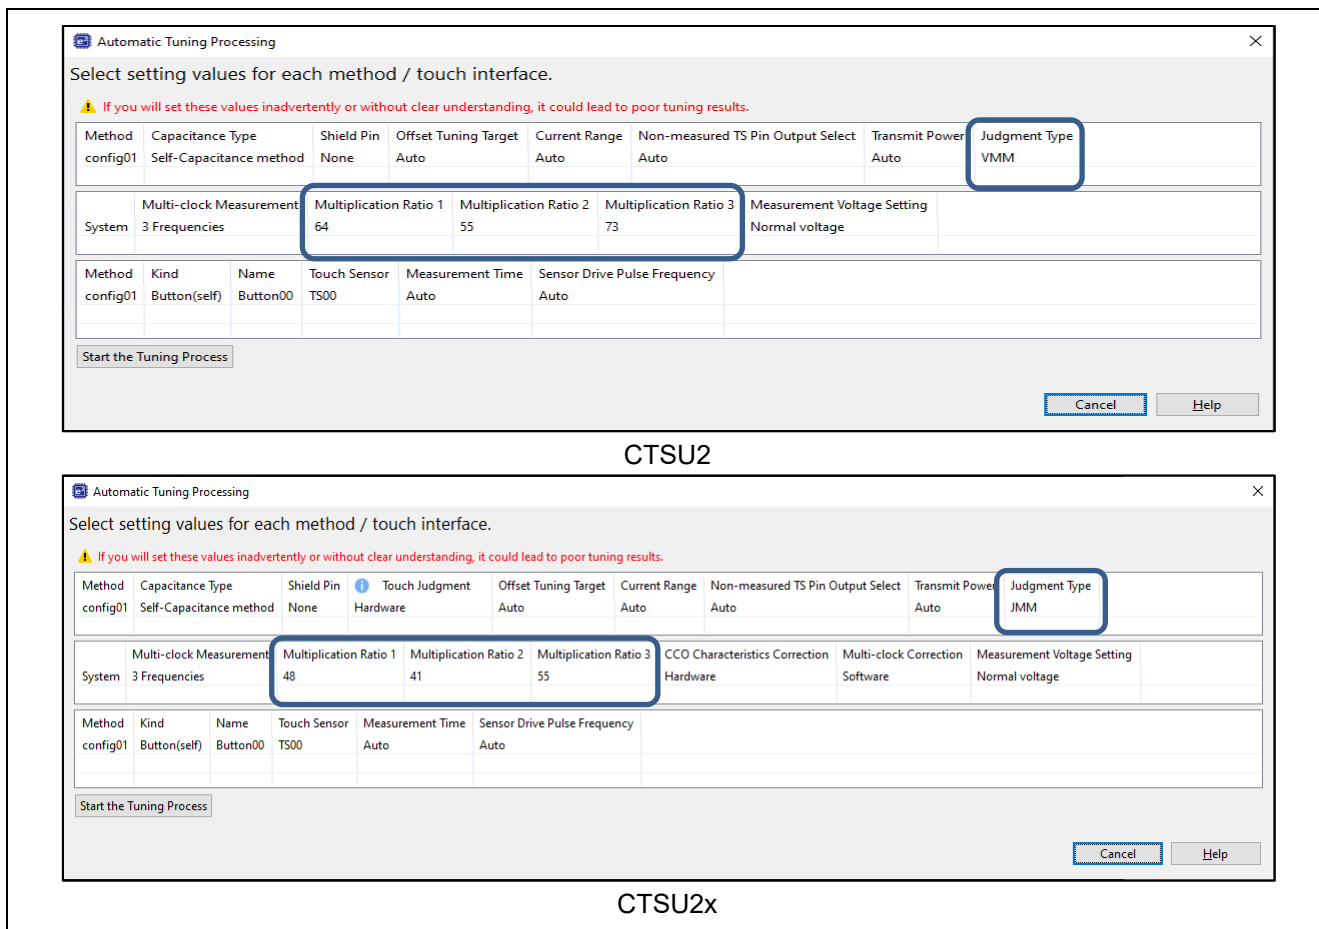 Automatic Tuning Processing
Select setting values for each method / touch interface.
If you will set these values inadvertently or without clear understanding, it could lead to poor tuning results.
Method Capacitance Type Shield Pin Offset Tuning Target Current Range Non-measured TS Pin Output Select Transmit Power Judgment Type
config01 Self-Capacitance method None Auto Auto Auto Auto VMM
Multi-clock Measurement Multiplication Ratio 1 Multiplication Ratio 2 Multiplication Ratio 3 Measurement Voltage Setting
System 3 Frequencies 64 55 73 Normal voltage
Method Kind Name Touch Sensor Measurement Time Sensor Drive Pulse Frequency
config01 Button(self) Button00 TS00 Auto Auto
Start the Tuning Process
Cancel Help
CTSU2
Automatic Tuning Processing
Select setting values for each method / touch interface.
If you will set these values inadvertently or without clear understanding, it could lead to poor tuning results.
Method Capacitance Type Shield Pin Touch Judgment Offset Tuning Target Current Range Non-measured TS Pin Output Select Transmit Power Judgment Type
config01 Self-Capacitance method None Hardware Auto Auto Auto Auto JMM
Multi-clock Measurement Multiplication Ratio 1 Multiplication Ratio 2 Multiplication Ratio 3 CCO Characteristics Correction Multi-clock Correction Measurement Voltage Setting
System 3 Frequencies 48 41 55 Hardware Software Normal voltage
Method Kind Name Touch Sensor Measurement Time Sensor Drive Pulse Frequency
config01 Button(self) Button00 TS00 Auto Auto
Start the Tuning Process
Cancel Help
CTSU2x